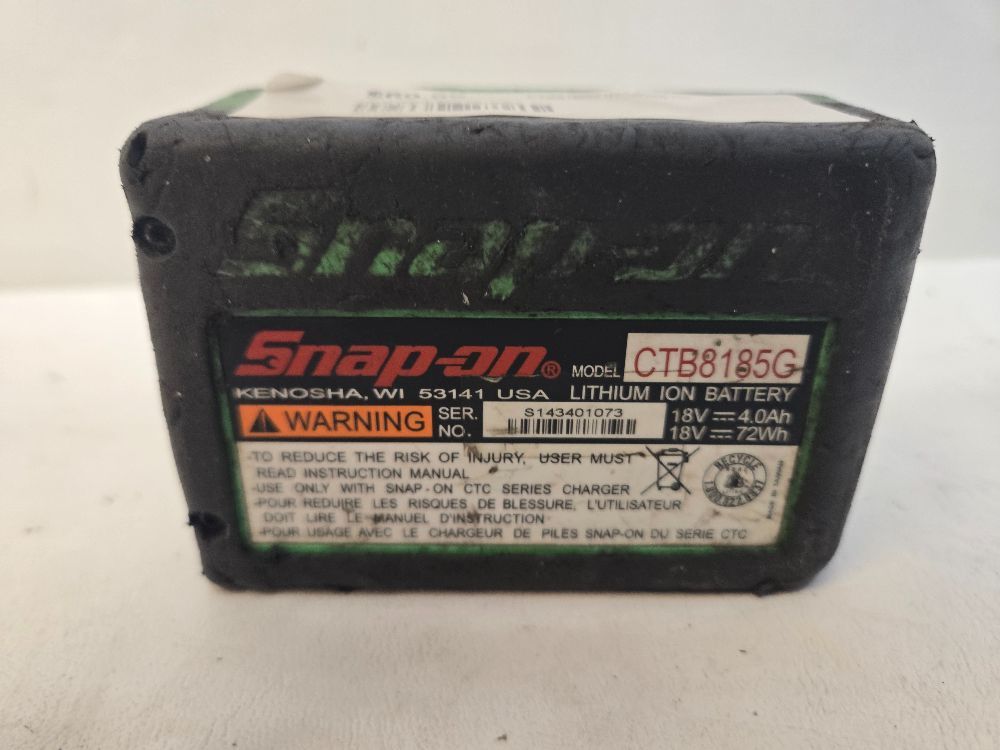 Snap-on
Snap-on®
MODEL CTB8185G
KENOSHA, WI 53141 USA LITHIUM ION BATTERY
WARNING SER. NO. S143401073 18V⎓4.0Ah
18V⎓72Wh
-TO REDUCE THE RISK OF INJURY, USER MUST
READ INSTRUCTION MANUAL
-USE ONLY WITH SNAP-ON CTC SERIES CHARGER
-POUR REDUIRE LES RISQUES DE BLESSURE, L'UTILISATEUR
DOIT LIRE LE MANUEL D'INSTRUCTION
-POUR USAGE AVEC LE CHARGEUR DE PILES SNAP-ON DU SERIE CTC
RECYCLE